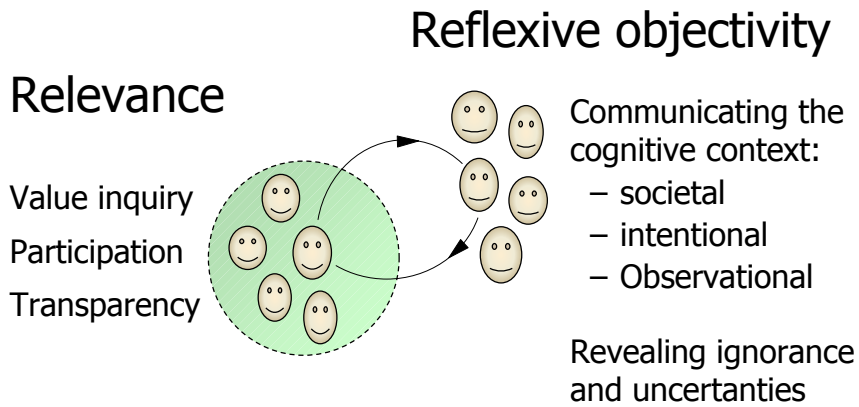 Reflexive objectivity
Relevance
Value inquiry
Participation
Transparency
Communicating the
cognitive context:
– societal
– intentional
– Observational
Revealing ignorance
and uncertanties